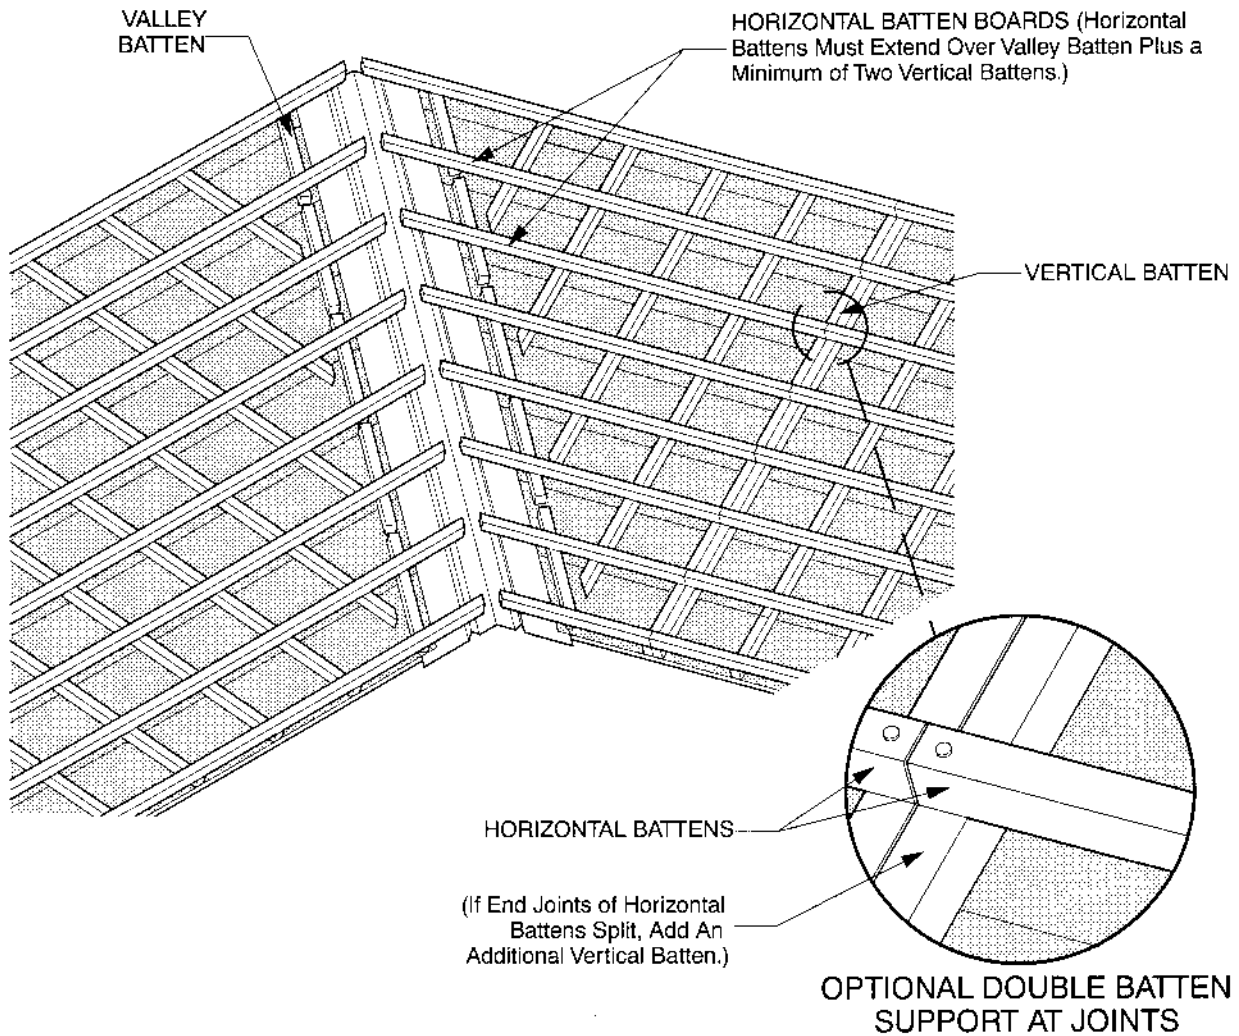 VALLEY
BATTEN
HORIZONTAL BATTEN BOARDS (Horizontal
Battens Must Extend Over Valley Batten Plus a
Minimum of Two Vertical Battens.)
VERTICAL BATTEN
HORIZONTAL BATTENS
(If End Joints of Horizontal
Battens Split, Add An
Additional Vertical Batten.)
OPTIONAL DOUBLE BATTEN
SUPPORT AT JOINTS